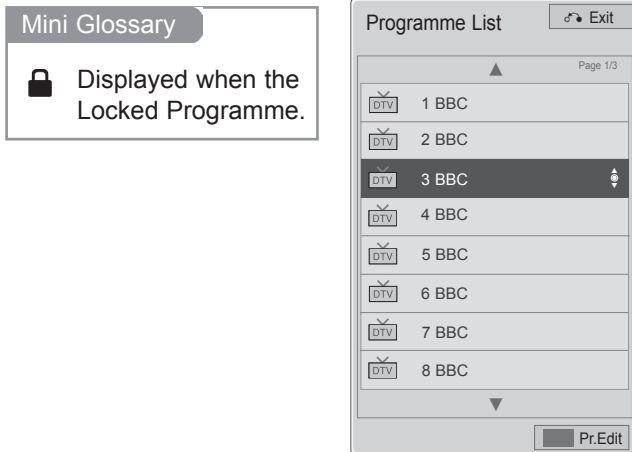 Mini Glossary
Displayed when the
Locked Programme.
Programme List
Exit
Page 1/3
DTV 1 BBC
DTV 2 BBC
DTV 3 BBC
DTV 4 BBC
DTV 5 BBC
DTV 6 BBC
DTV 7 BBC
DTV 8 BBC
Pr.Edit